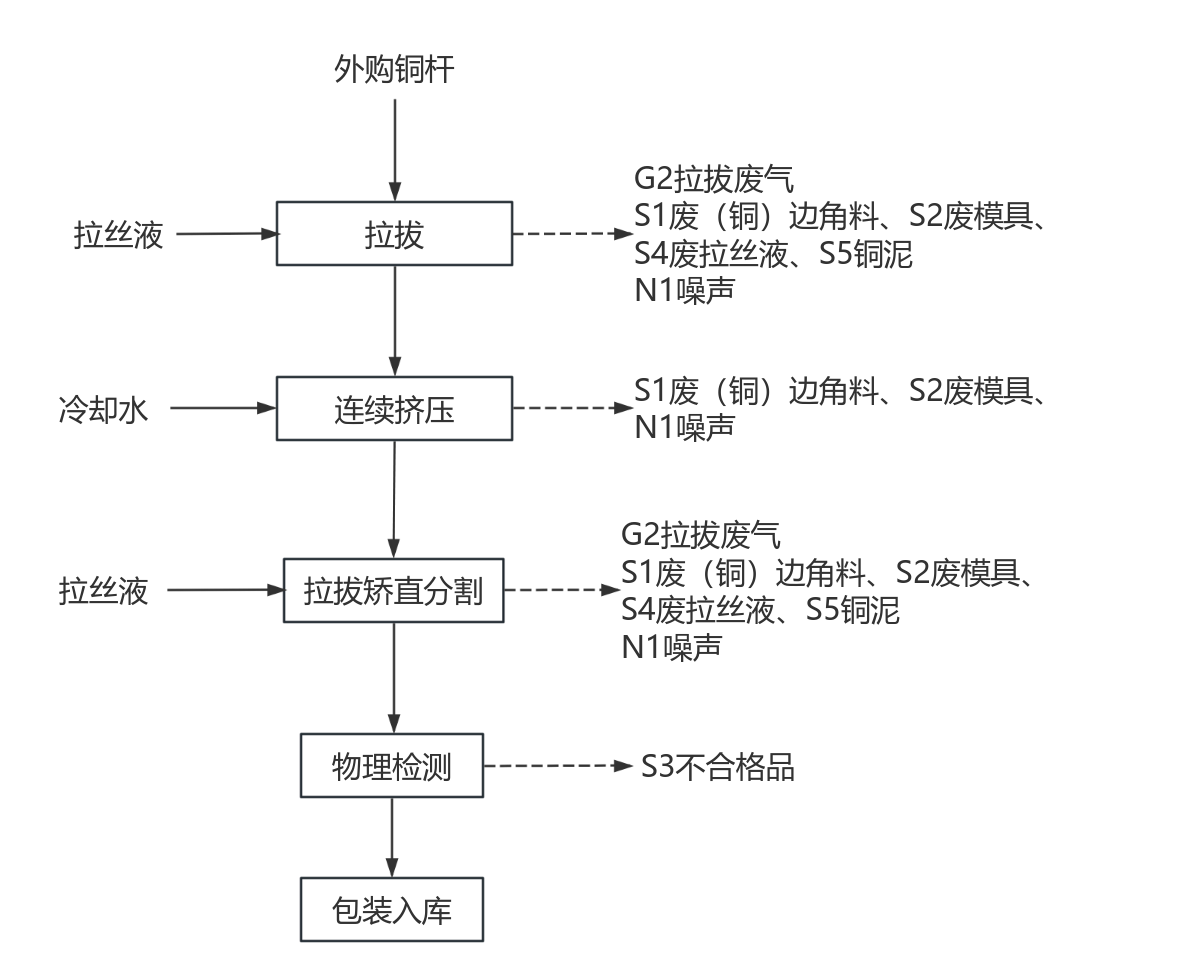 外购铜杆
拉丝液
拉拔
G2拉拔废气
S1废（铜）边角料、S2废模具、
S4废拉丝液、S5铜泥
N1噪声
冷却水
连续挤压
S1废（铜）边角料、S2废模具、
N1噪声
拉丝液
拉拔矫直分割
G2拉拔废气
S1废（铜）边角料、S2废模具、
S4废拉丝液、S5铜泥
N1噪声
物理检测
S3不合格品
包装入库